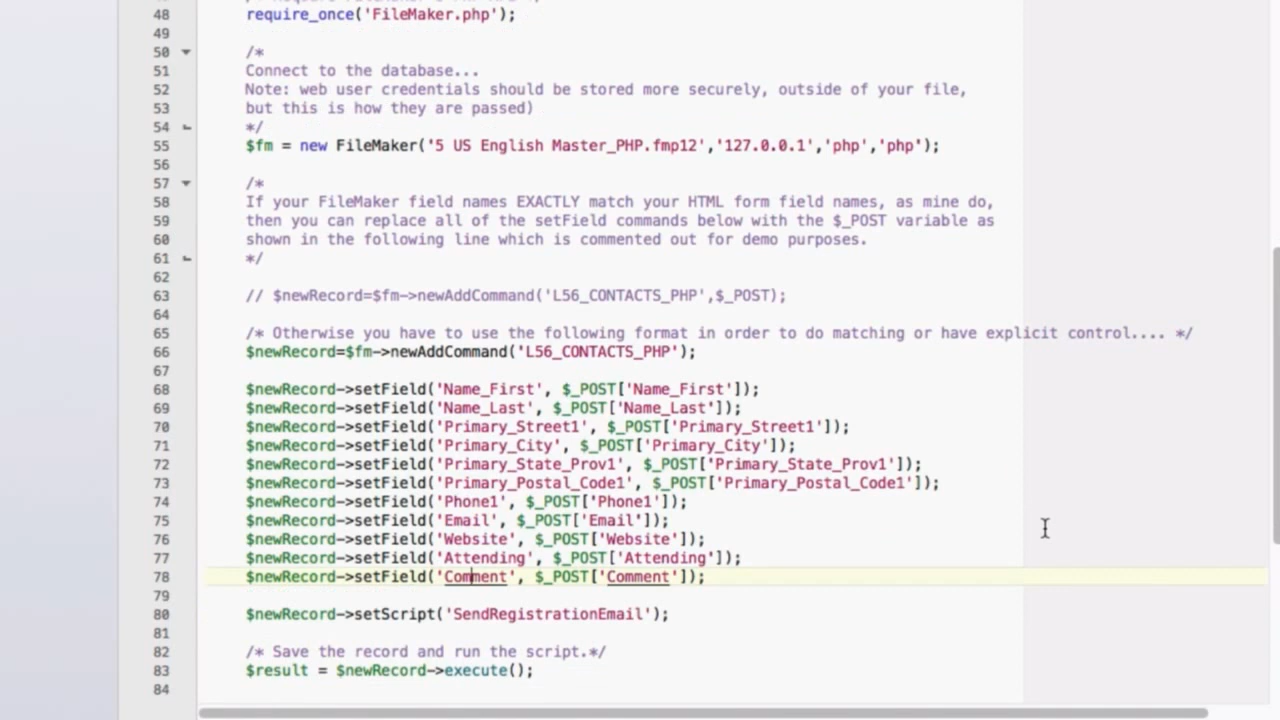 48 require_once('FileMaker.php');
49
50 /*
51 Connect to the database...
52 Note: web user credentials should be stored more securely, outside of your file,
53 but this is how they are passed)
54 */
55 $fm = new FileMaker('5 US English Master_PHP.fmp12','127.0.0.1','php','php');
56
57 /*
58 If your FileMaker field names EXACTLY match your HTML form field names, as mine do,
59 then you can replace all of the setField commands below with the $_POST variable as
60 shown in the following line which is commented out for demo purposes.
61 */
62
63 // $newRecord=$fm->newAddCommand('L56_CONTACTS_PHP',$_POST);
64
65 /* Otherwise you have to use the following format in order to do matching or have explicit control.... */
66 $newRecord=$fm->newAddCommand('L56_CONTACTS_PHP');
67
68 $newRecord->setField('Name_First', $_POST['Name_First']);
69 $newRecord->setField('Name_Last', $_POST['Name_Last']);
70 $newRecord->setField('Primary_Street1', $_POST['Primary_Street1']);
71 $newRecord->setField('Primary_City', $_POST['Primary_City']);
72 $newRecord->setField('Primary_State_Prov1', $_POST['Primary_State_Prov1']);
73 $newRecord->setField('Primary_Postal_Code1', $_POST['Primary_Postal_Code1']);
74 $newRecord->setField('Phone1', $_POST['Phone1']);
75 $newRecord->setField('Email', $_POST['Email']);
76 $newRecord->setField('Website', $_POST['Website']);
77 $newRecord->setField('Attending', $_POST['Attending']);
78 $newRecord->setField('Comment', $_POST['Comment']);
79
80 $newRecord->setScript('SendRegistrationEmail');
81
82 /* Save the record and run the script.*/
83 $result = $newRecord->execute();
84